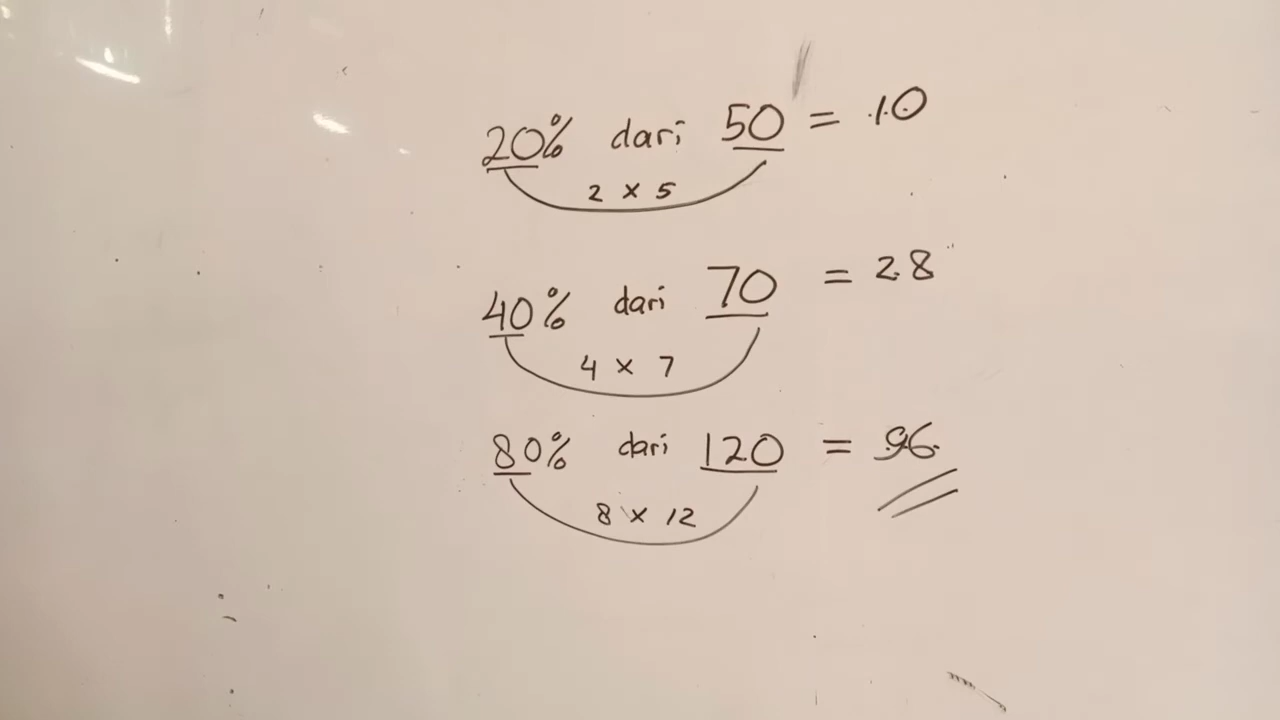 20% dari 50 = 10
2 x 5
40% dari 70 = 28
4 x 7
80% dari 120 = 96
8 x 12